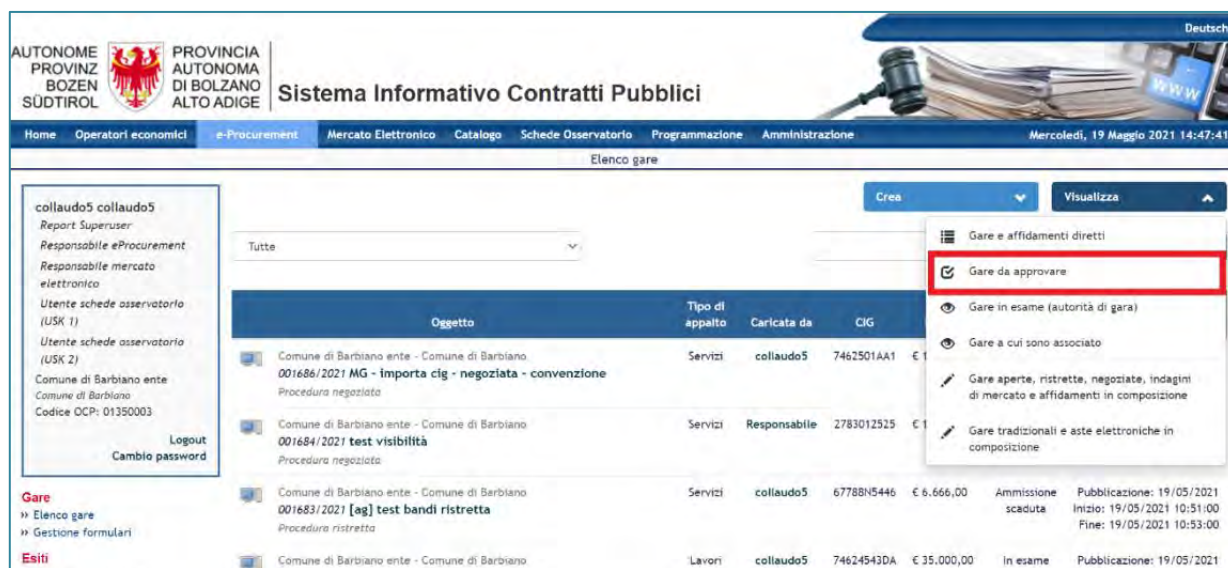 Deutsch
AUTONOME
PROVINZ
BOZEN
SÜDTIROL
PROVINCIA
AUTONOMA
DI BOLZANO
ALTO ADIGE
Sistema Informativo Contratti Pubblici
www
Home Operatori economici e-Procurement Mercato Elettronico Catalogo Schede Osservatorio Programmazione Amministrazione Mercoledì, 19 Maggio 2021 14:47:41
Elenco gare
collaudo5 collaudo5
Report Superuser
Responsabile eProcurement
Responsabile mercato
elettronico
Utente schede osservatorio
(USK 1)
Utente schede osservatorio
(USK 2)
Comune di Barbiano ente
Comune di Barbiano
Codice OCP: 01350003
Logout
Cambio password
Gare
›› Elenco gare
›› Gestione formulari
Esiti
Crea
Visualizza
Gare e affidamenti diretti
Gare da approvare
Gare in esame (autorità di gara)
Gare a cui sono associato
Gare aperte, ristrette, negoziate, indagini
di mercato e affidamenti in composizione
Gare tradizionali e aste elettroniche in
composizione
Tutte
Oggetto Tipo di appalto Caricata da CIG
Comune di Barbiano ente - Comune di Barbiano Servizi collaudo5 7462501AA1 € 1
001686/2021 MG - importa cig - negoziata - convenzione
Procedura negoziata
Comune di Barbiano ente - Comune di Barbiano Servizi Responsabile 2783012525 € 1
001684/2021 test visibilità
Procedura negoziata
Comune di Barbiano ente - Comune di Barbiano Servizi collaudo5 67788N5446 € 6.666,00 Ammissione scaduta Pubblicazione: 19/05/2021
001683/2021 [ag] test bandi ristretta Inizio: 19/05/2021 10:51:00
Procedura ristretta Fine: 19/05/2021 10:53:00
Comune di Barbiano ente - Comune di Barbiano Lavori collaudo5 74624543DA € 35.000,00 In esame Pubblicazione: 19/05/2021